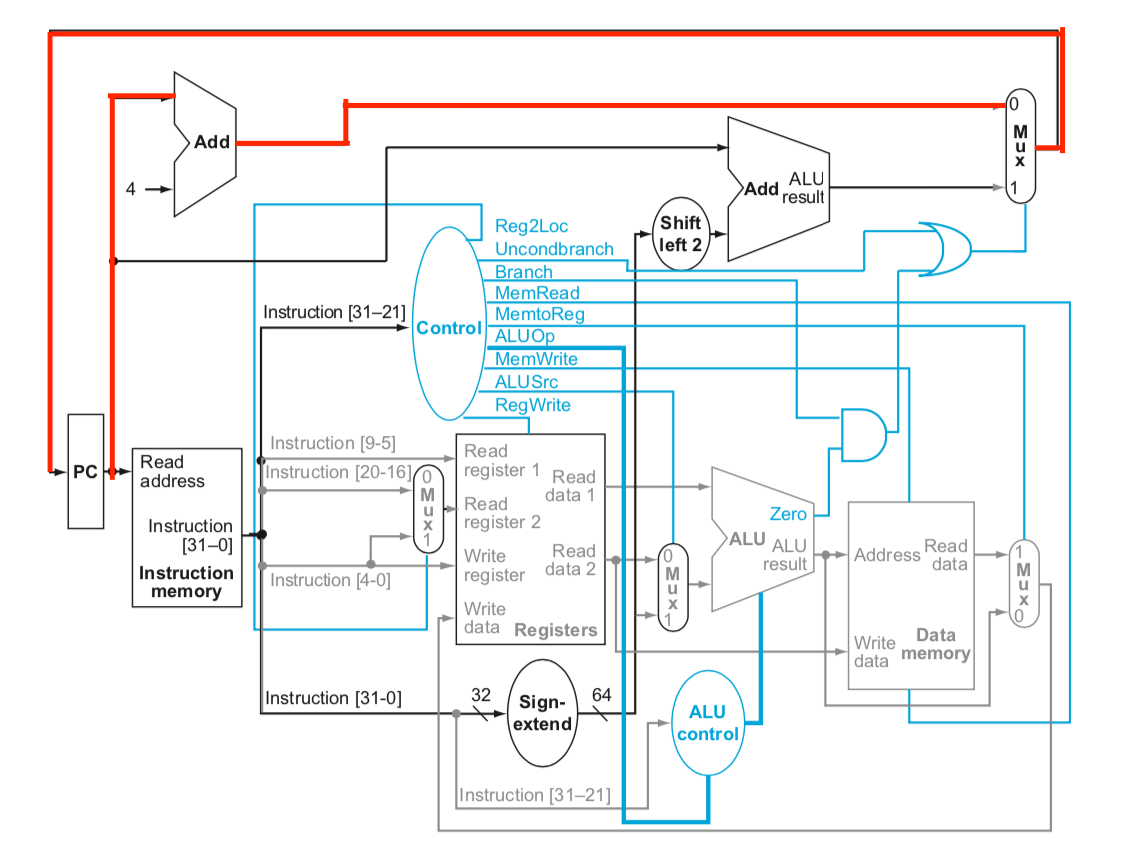 0
M
u
x
1
Add
4
Add
ALU
result
Shift
left 2
Reg2Loc
Uncondbranch
Branch
MemRead
MemtoReg
ALUOp
MemWrite
ALUSrc
RegWrite
Instruction [31–21]
Control
PC
Read
address
Instruction
[31–0]
Instruction
memory
Instruction [9-5]
Instruction [20-16]
Instruction [4-0]
0
M
u
x
1
Read
register 1
Read
register 2
Write
register
Write
data
Registers
Read
data 1
Read
data 2
0
M
u
x
1
Zero
ALU
ALU
result
Address
Read
data
Write
data
Data
memory
1
M
u
x
0
Instruction [31-0]
32
Sign-
extend
64
ALU
control
Instruction [31–21]